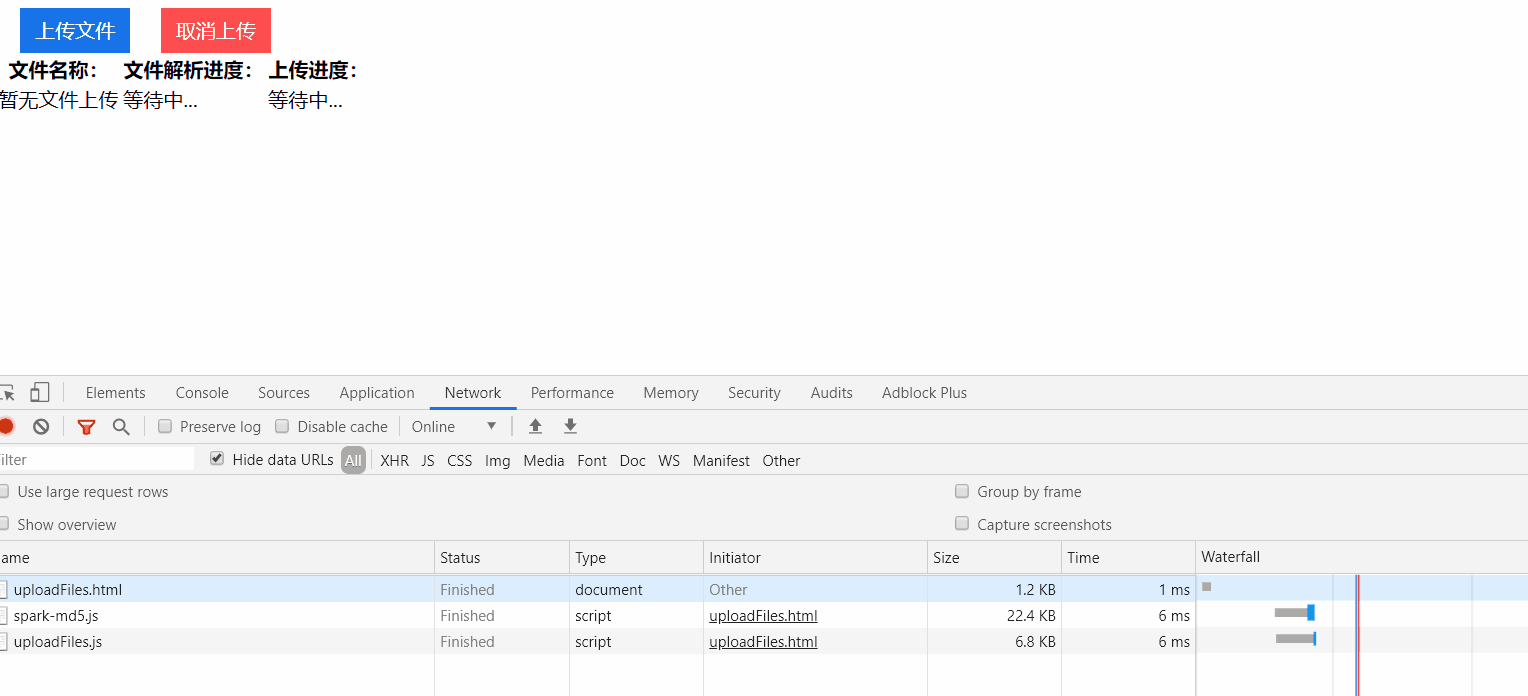 上传文件 取消上传
文件名称： 文件解析进度： 上传进度：
暂无文件上传 等待中... 等待中...
Elements Console Sources Application Network Performance Memory Security Audits Adblock Plus
Preserve log Disable cache Online
ilter Hide data URLs All XHR JS CSS Img Media Font Doc WS Manifest Other
Use large request rows Group by frame
Show overview Capture screenshots
ame Status Type Initiator Size Time Waterfall
uploadFiles.html Finished document Other 1.2 KB 1 ms
spark-md5.js Finished script uploadFiles.html 22.4 KB 6 ms
uploadFiles.js Finished script uploadFiles.html 6.8 KB 6 ms